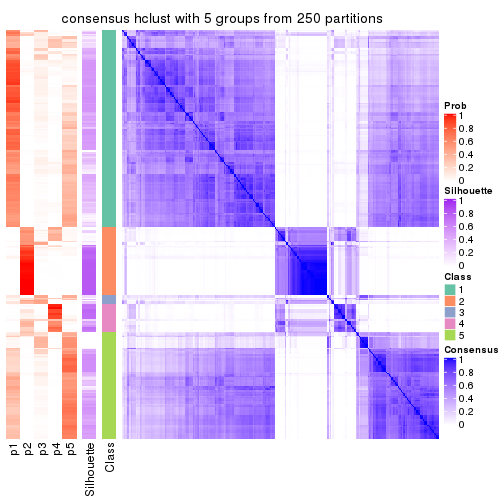 consensus hclust with 5 groups from 250 partitions
Prob
1
0.8
0.6
0.4
0.2
0
Silhouette
1
0.8
0.6
0.4
0.2
0
Class
1
2
3
4
5
Consensus
1
0.8
0.6
0.4
0.2
0
p1
p2
p3
p4
p5
Silhouette
Class